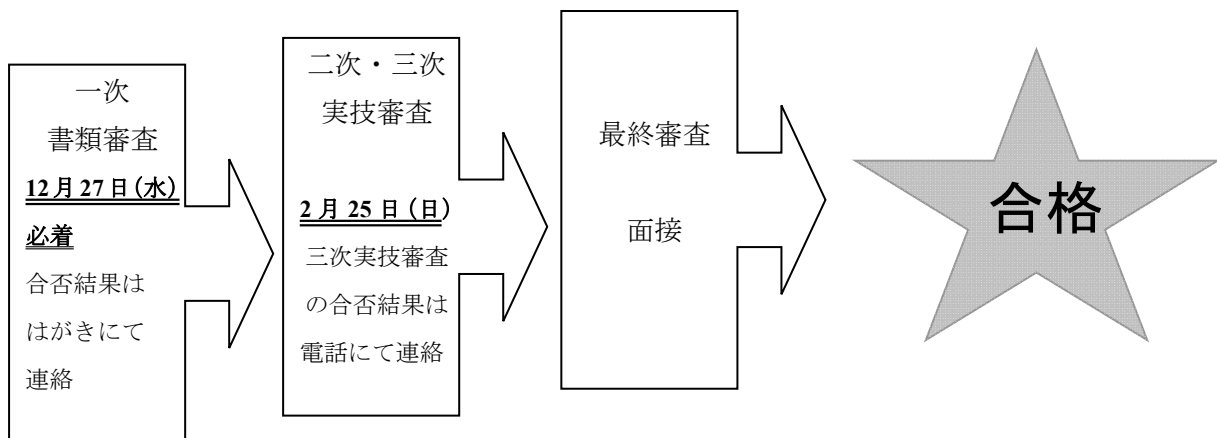 一次
書類審査
12月27日(水)
必着
合否結果は
はがきにて
連絡
二次・三次
実技審査
2月25日(日)
三次実技審査
の合否結果は
電話にて連絡
最終審査
面接
合格